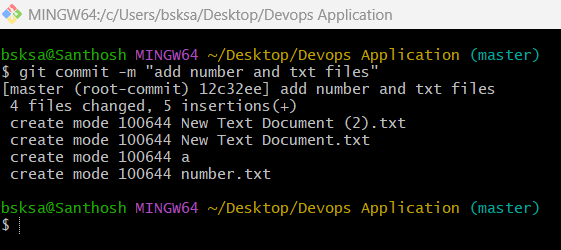 MINGW64:/c/Users/bsksa/Desktop/Devops Application
bsksa@Santhosh MINGW64 ~/Desktop/Devops Application (master)
$ git commit -m "add number and txt files"
[master (root-commit) 12c32ee] add number and txt files
 4 files changed, 5 insertions(+)
 create mode 100644 New Text Document (2).txt
 create mode 100644 New Text Document.txt
 create mode 100644 a
 create mode 100644 number.txt
bsksa@Santhosh MINGW64 ~/Desktop/Devops Application (master)
$